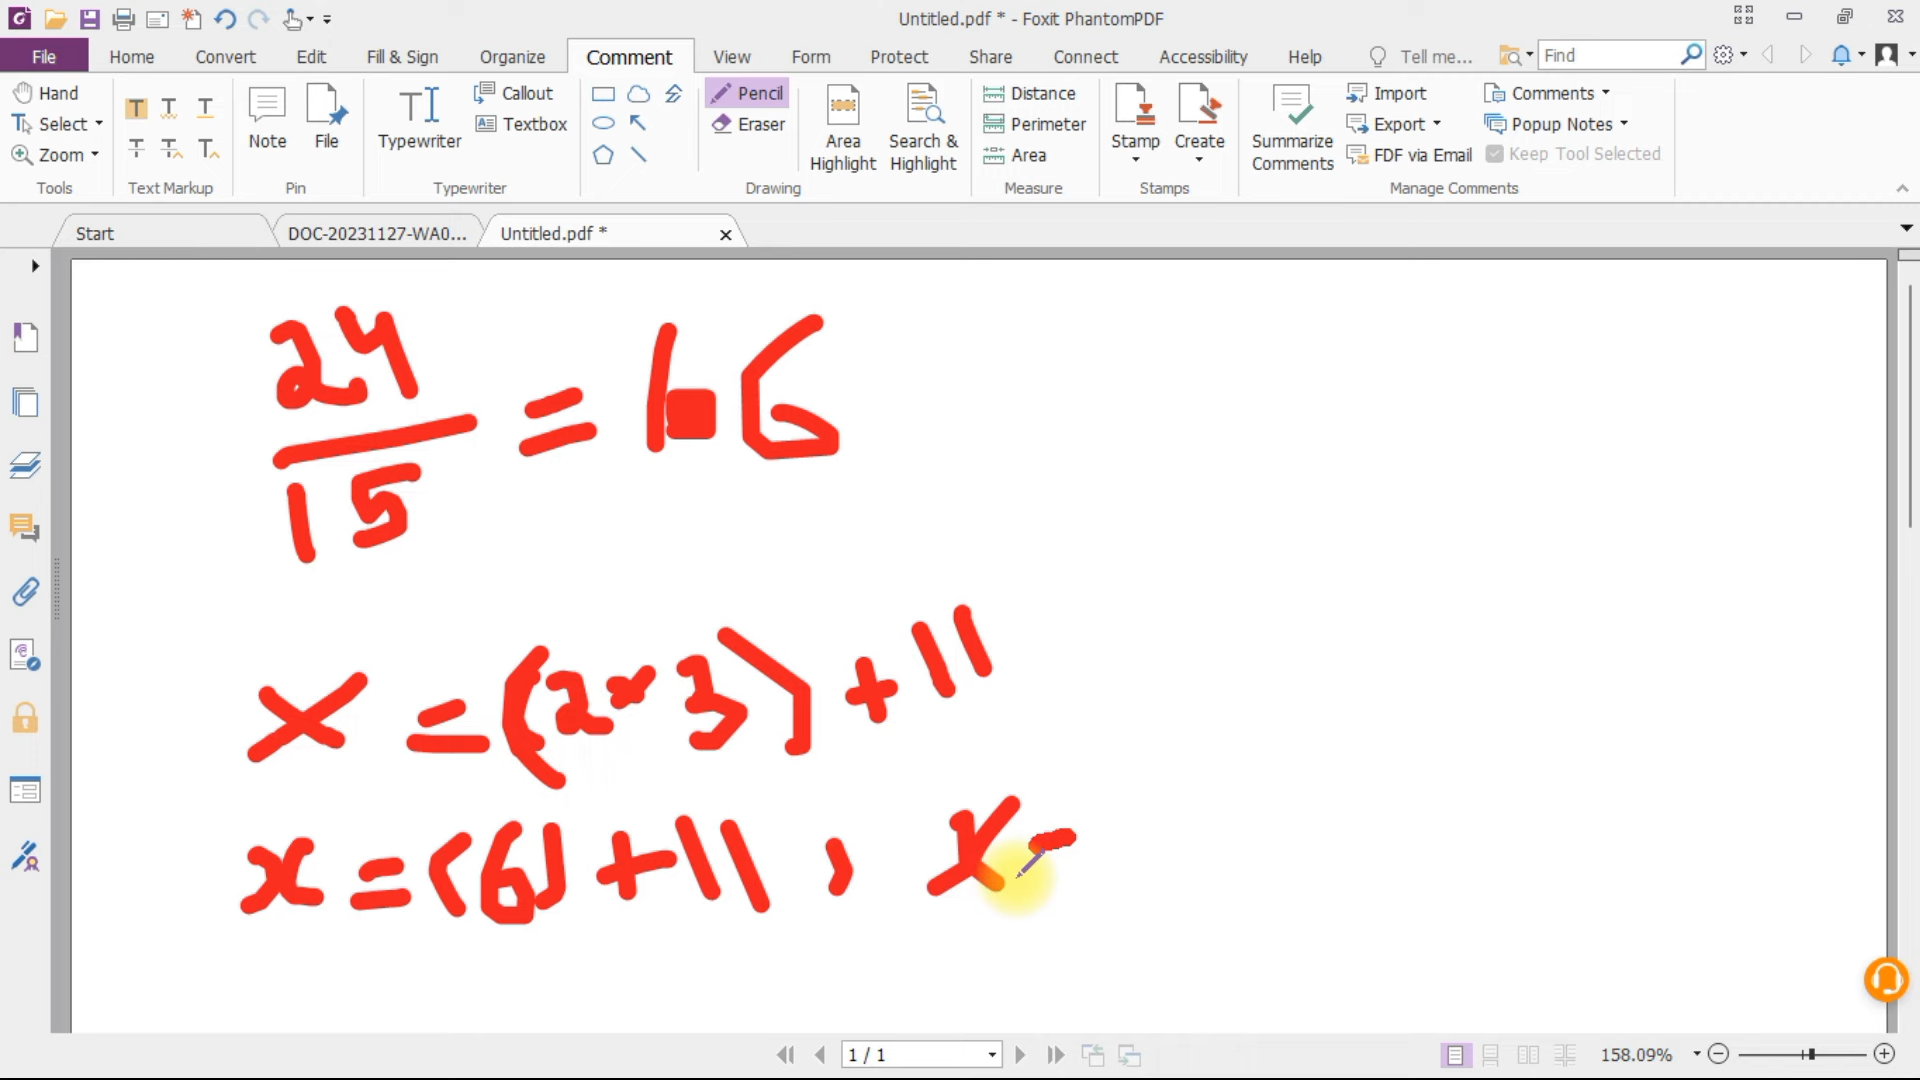 Untitled.pdf * - Foxit PhantomPDF
File Home Convert Edit Fill & Sign Organize Comment View Form Protect Share Connect Accessibility Help Tell me... Find
Hand
Select
Zoom
Tools
Text Markup
Note
File
Pin
Typewriter
Callout
Textbox
Typewriter
Pencil
Eraser
Area Highlight
Search & Highlight
Drawing
Distance
Perimeter
Area
Measure
Stamp
Create
Stamps
Summarize Comments
Import
Export
FDF via Email
Comments
Popup Notes
Keep Tool Selected
Manage Comments
Start
DOC-20231127-WA0...
Untitled.pdf *
24
15
= 1.6
x = (2×3) + 11
x = (6) + 11 , x -
1 / 1
158.09%